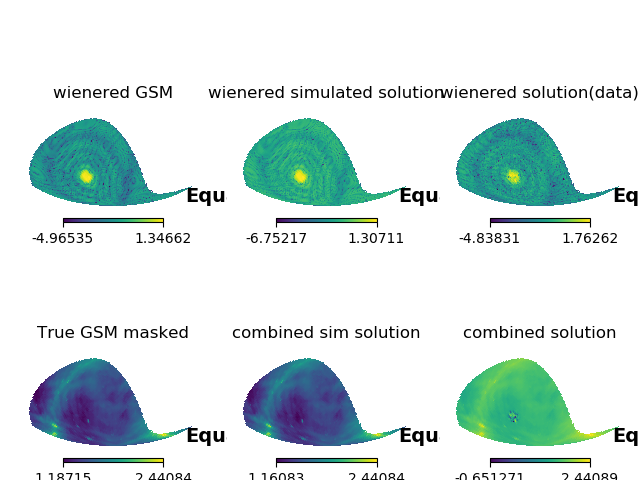 wienered GSM
wienered simulated solution
wienered solution(data)
Equ
Equ
Eq
-4.96535 1.34662
-6.75217 1.30711
-4.83831 1.76262
True GSM masked
combined sim solution
combined solution
Equ
Equ
Eq
1.18715 2.44084
1.16083 2.44084
-0.651271 2.44089